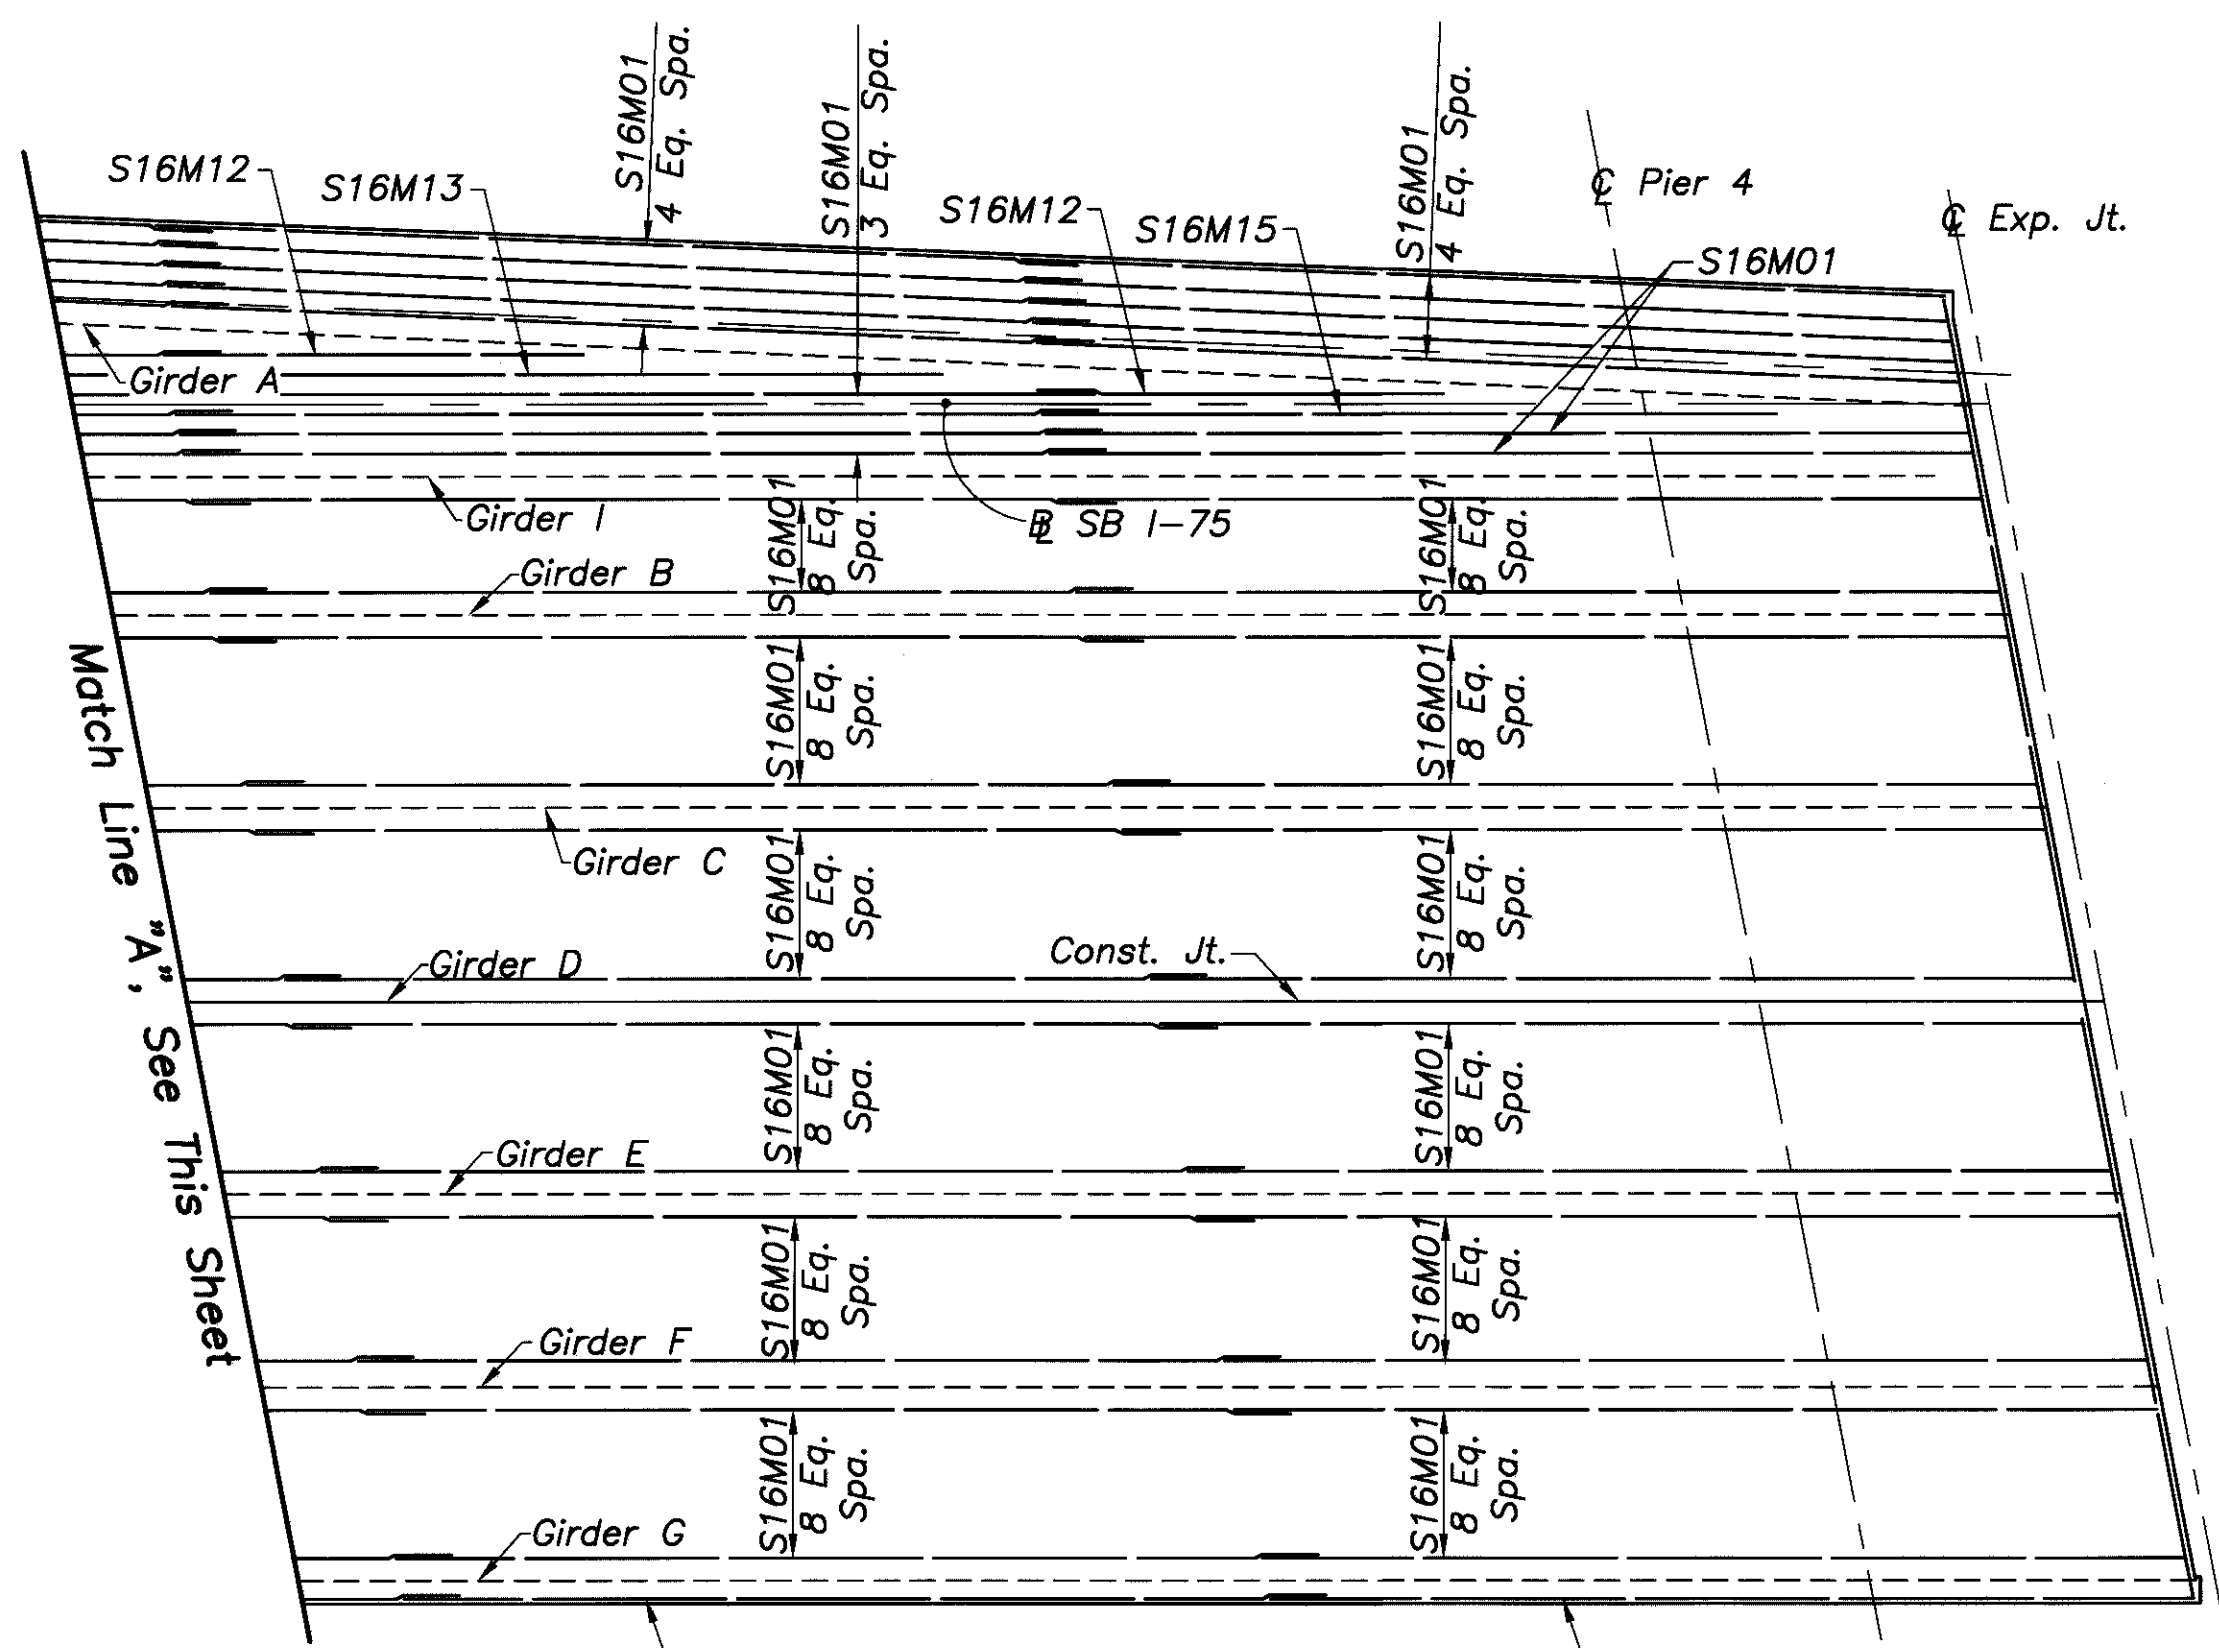 S16M01
4 Eq. Spa.
S16M01
3 Eq. Spa.
S16M01
4 Eq. Spa.
S16M12
S16M13
S16M12
S16M15
℄ Pier 4
℄ Exp. Jt.
S16M01
Girder A
Girder I
BL SB I-75
S16M01
8 Eq.
Spa.
S16M01
8 Eq.
Spa.
Girder B
S16M01
8 Eq.
Spa.
S16M01
8 Eq.
Spa.
Girder C
S16M01
8 Eq.
Spa.
S16M01
8 Eq.
Spa.
Girder D
Const. Jt.
S16M01
8 Eq.
Spa.
S16M01
8 Eq.
Spa.
Girder E
S16M01
8 Eq.
Spa.
S16M01
8 Eq.
Spa.
Girder F
S16M01
8 Eq.
Spa.
S16M01
8 Eq.
Spa.
Girder G
Match Line "A", See This Sheet